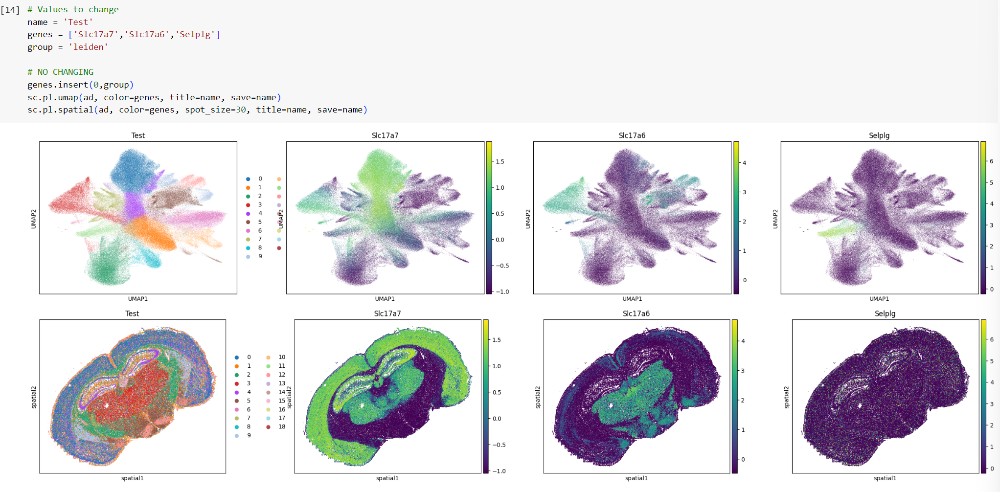 [14] # Values to change
name = 'Test'
genes = ['Slc17a7','Slc17a6','Selplg']
group = 'leiden'
# NO CHANGING
genes.insert(0,group)
sc.pl.umap(ad, color=genes, title=name, save=name)
sc.pl.spatial(ad, color=genes, spot_size=30, title=name, save=name)
Test
UMAP2
UMAP1
0
1
2
3
4
5
6
7
8
9
Slc17a7
UMAP2
UMAP1
1.5
1.0
0.5
0.0
−0.5
−1.0
Slc17a6
UMAP2
UMAP1
4
3
2
1
0
Selplg
UMAP2
UMAP1
6
5
4
3
2
1
0
Test
spatial2
spatial1
0 10
1 11
2 12
3 13
4 14
5 15
6 16
7 17
8 18
9
Slc17a7
spatial2
spatial1
1.5
1.0
0.5
0.0
−0.5
−1.0
Slc17a6
spatial2
spatial1
4
3
2
1
0
Selplg
spatial2
spatial1
6
5
4
3
2
1
0